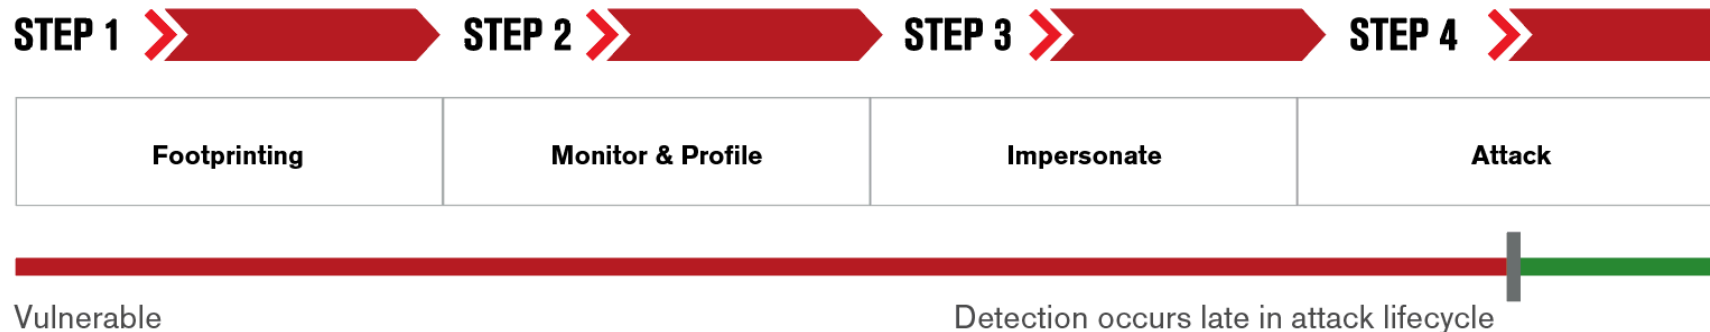 STEP 1 STEP 2 STEP 3 STEP 4
Footprinting Monitor & Profile Impersonate Attack
Vulnerable Detection occurs late in attack lifecycle